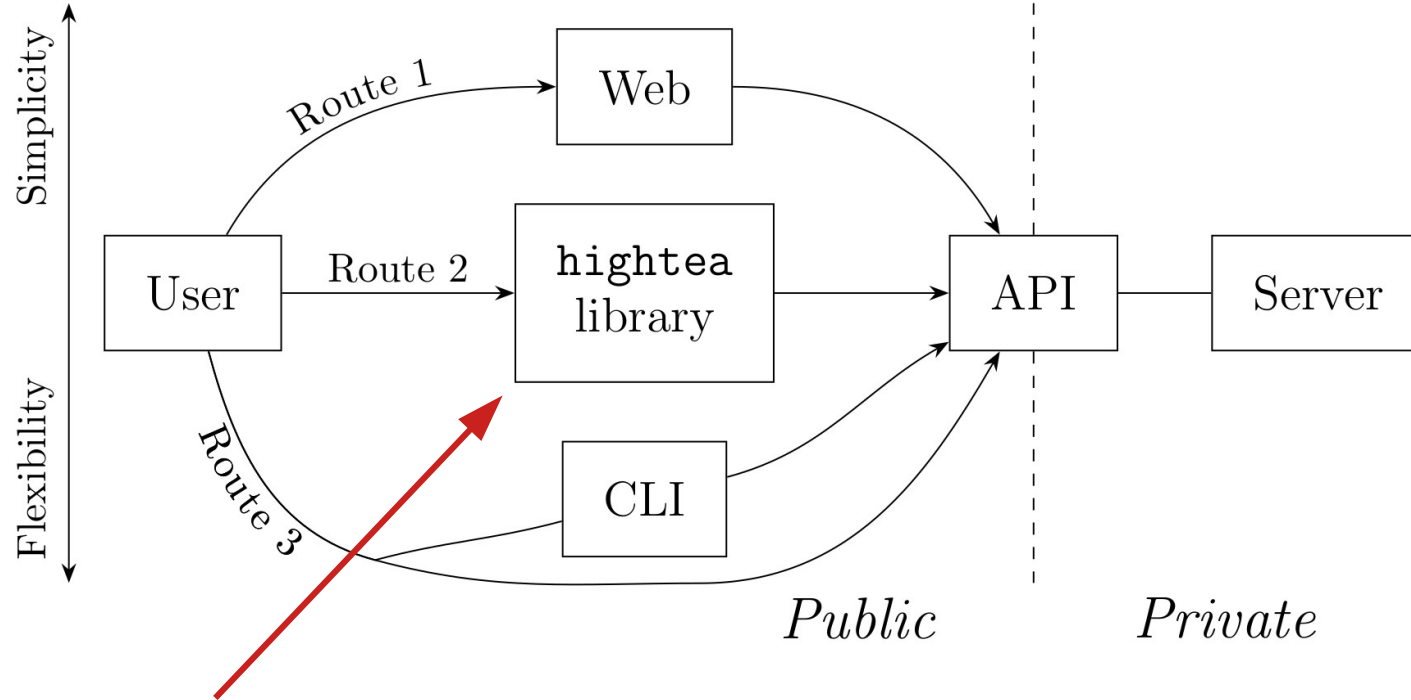 Simplicity
Flexibility
Route 1
Web
User
Route 2
hightea
library
API
Server
Route 3
CLI
Public
Private